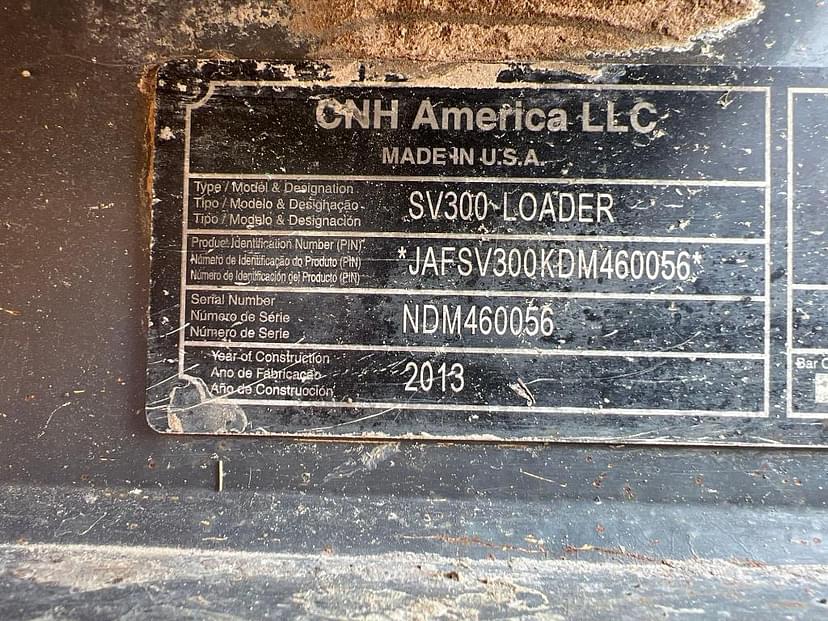 CNH America LLC
MADE IN U.S.A.
Type / Model & Designation
Tipo / Modelo & Designação
Tipo / Modelo & Designación
SV300-LOADER
Product Identification Number (PIN)
Número de Identificação do Produto (PIN)
Número de Identificación del Producto (PIN)
*JAFSV300KDM460056*
Serial Number
Número de Série
Número de Serie
NDM460056
Year of Construction
Ano de Fabricação
Año de Construcción
2013
Bar